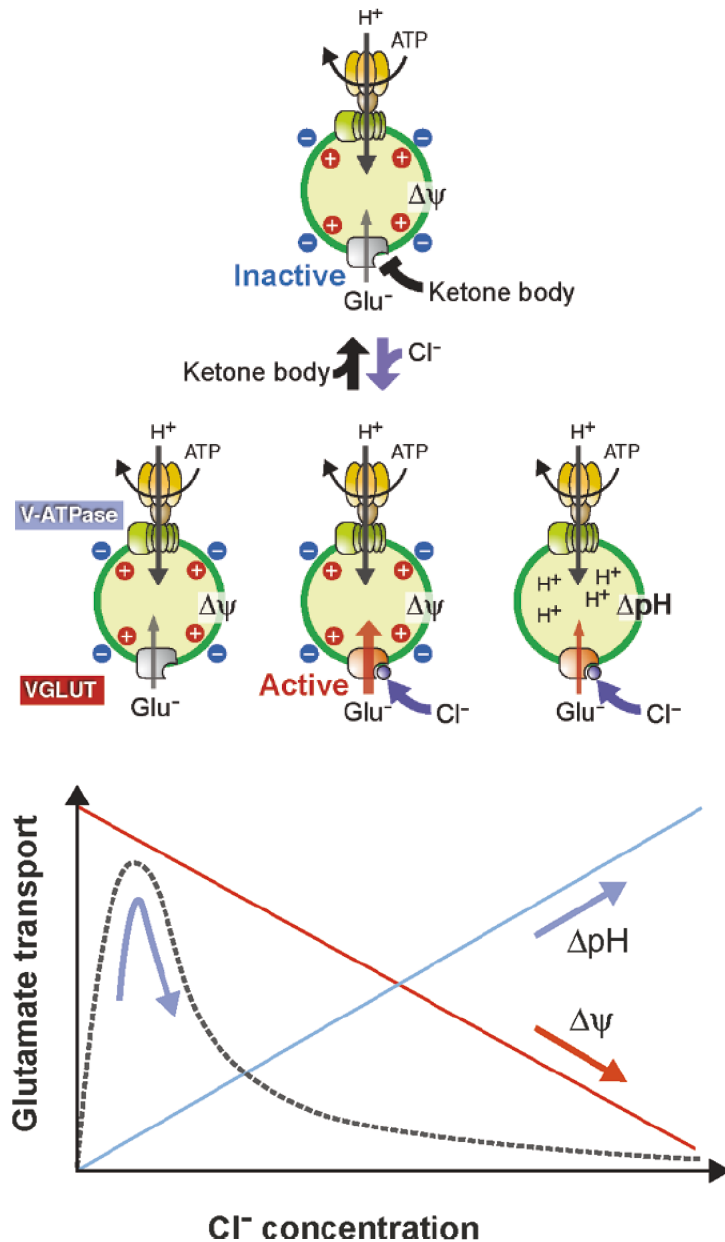 H⁺
ATP
− −
+ +
Δψ
+ +
− −
Inactive
Glu⁻
Ketone body
Ketone body
Cl⁻
H⁺ H⁺ H⁺
ATP ATP ATP
V-ATPase
− − − −
+ + + +
H⁺ H⁺
H⁺ H⁺
Δψ Δψ ΔpH
+ + + +
− − − −
VGLUT
Active
Glu⁻ Glu⁻ Cl⁻ Glu⁻ Cl⁻
Glutamate transport
ΔpH
Δψ
Cl⁻ concentration